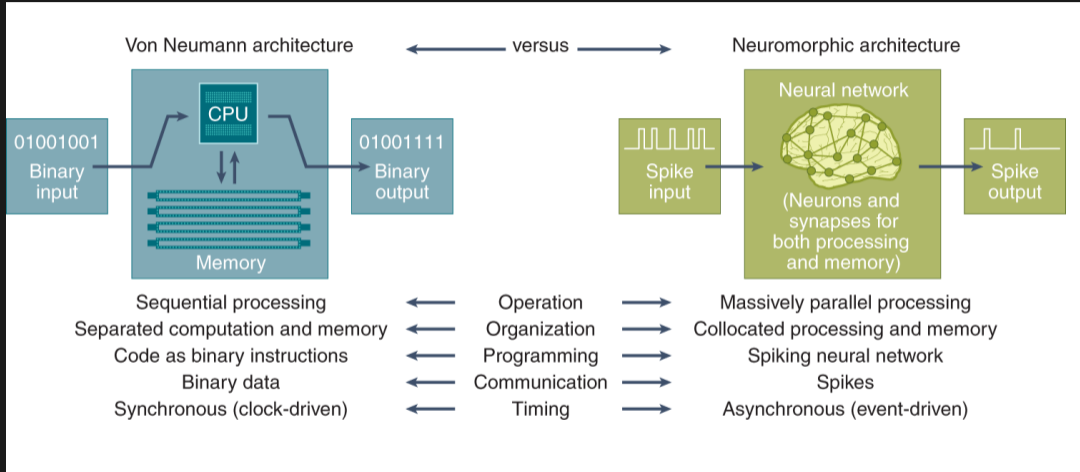 Von Neumann architecture versus Neuromorphic architecture
CPU
01001001
Binary
input
Memory
01001111
Binary
output
Neural network
Spike
input
(Neurons and
synapses for
both processing
and memory)
Spike
output
Sequential processing Operation Massively parallel processing
Separated computation and memory Organization Collocated processing and memory
Code as binary instructions Programming Spiking neural network
Binary data Communication Spikes
Synchronous (clock-driven) Timing Asynchronous (event-driven)